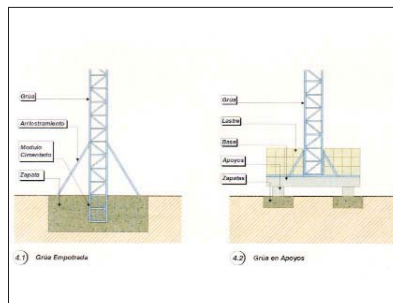 Grúa
Arriostramiento
Modulo
Cimentado
Zapata
4.1 Grúa Empotrada
Grúa
Lastre
Base
Apoyos
Zapatas
4.2 Grúa en Apoyos